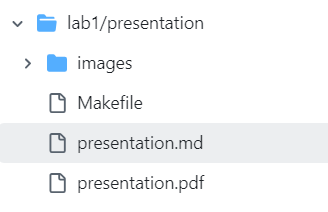 lab1/presentation
images
Makefile
presentation.md
presentation.pdf